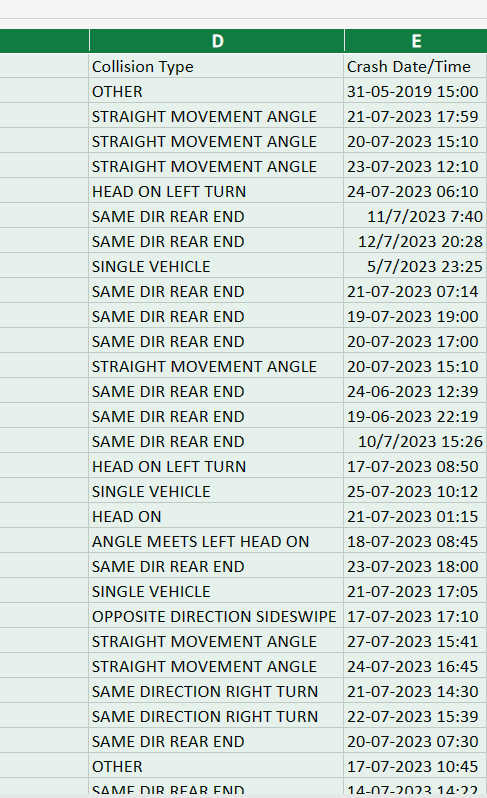 D E
Collision Type Crash Date/Time
OTHER 31-05-2019 15:00
STRAIGHT MOVEMENT ANGLE 21-07-2023 17:59
STRAIGHT MOVEMENT ANGLE 20-07-2023 15:10
STRAIGHT MOVEMENT ANGLE 23-07-2023 12:10
HEAD ON LEFT TURN 24-07-2023 06:10
SAME DIR REAR END 11/7/2023 7:40
SAME DIR REAR END 12/7/2023 20:28
SINGLE VEHICLE 5/7/2023 23:25
SAME DIR REAR END 21-07-2023 07:14
SAME DIR REAR END 19-07-2023 19:00
SAME DIR REAR END 20-07-2023 17:00
STRAIGHT MOVEMENT ANGLE 20-07-2023 15:10
SAME DIR REAR END 24-06-2023 12:39
SAME DIR REAR END 19-06-2023 22:19
SAME DIR REAR END 10/7/2023 15:26
HEAD ON LEFT TURN 17-07-2023 08:50
SINGLE VEHICLE 25-07-2023 10:12
HEAD ON 21-07-2023 01:15
ANGLE MEETS LEFT HEAD ON 18-07-2023 08:45
SAME DIR REAR END 23-07-2023 18:00
SINGLE VEHICLE 21-07-2023 17:05
OPPOSITE DIRECTION SIDESWIPE 17-07-2023 17:10
STRAIGHT MOVEMENT ANGLE 27-07-2023 15:41
STRAIGHT MOVEMENT ANGLE 24-07-2023 16:45
SAME DIRECTION RIGHT TURN 21-07-2023 14:30
SAME DIRECTION RIGHT TURN 22-07-2023 15:39
SAME DIR REAR END 20-07-2023 07:30
OTHER 17-07-2023 10:45
SAME DIR REAR END 14-07-2023 14:22